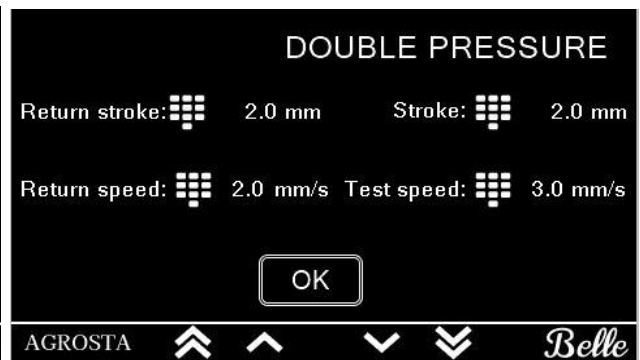 DOUBLE PRESSURE
Return stroke: 2.0 mm Stroke: 2.0 mm
Return speed: 2.0 mm/s Test speed: 3.0 mm/s
OK
AGROSTA Belle